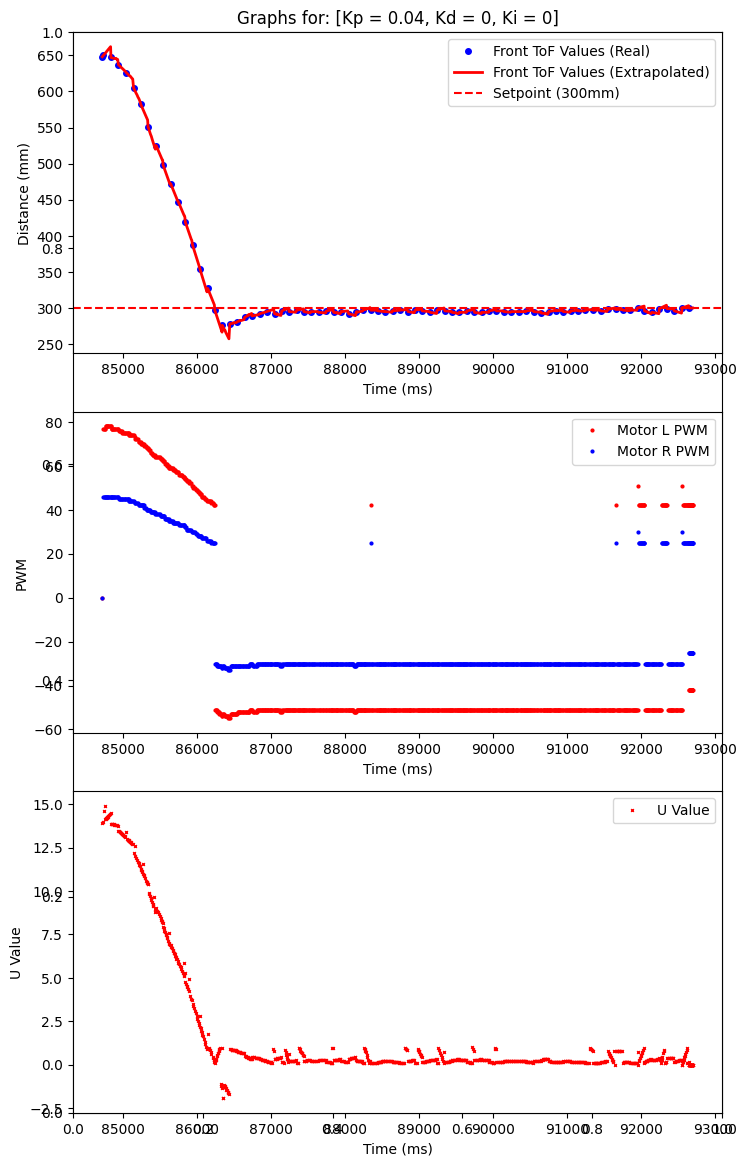 Graphs for: [Kp = 0.04, Kd = 0, Ki = 0]
1.0
650
600
550
500
450
400
0.8
350
300
250
Distance (mm)
Front ToF Values (Real)
Front ToF Values (Extrapolated)
Setpoint (300mm)
85000 86000 87000 88000 89000 90000 91000 92000 93000
Time (ms)
80
0.6
60
40
20
0
−20
0.4
−40
−60
PWM
Motor L PWM
Motor R PWM
85000 86000 87000 88000 89000 90000 91000 92000 93000
Time (ms)
15.0
12.5
10.0
0.2
7.5
5.0
2.5
0.0
−2.5
0.0
U Value
U Value
0.0 85000 86000 0.2 87000 88000 0.4 89000 0.6 90000 91000 0.8 92000 93000 1.0
Time (ms)